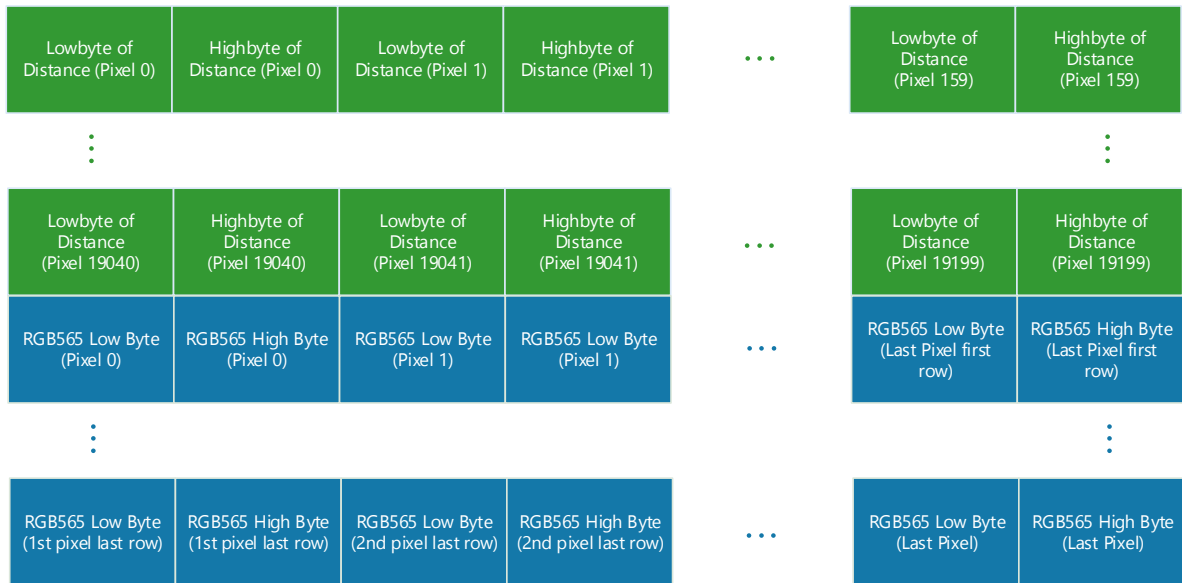 Lowbyte of
Distance (Pixel 0)
Highbyte of
Distance (Pixel 0)
Lowbyte of
Distance (Pixel 1)
Highbyte of
Distance (Pixel 1)
...
Lowbyte of
Distance
(Pixel 159)
Highbyte of
Distance
(Pixel 159)
Lowbyte of
Distance
(Pixel 19040)
Highbyte of
Distance
(Pixel 19040)
Lowbyte of
Distance
(Pixel 19041)
Highbyte of
Distance
(Pixel 19041)
...
Lowbyte of
Distance
(Pixel 19199)
Highbyte of
Distance
(Pixel 19199)
RGB565 Low Byte
(Pixel 0)
RGB565 High Byte
(Pixel 0)
RGB565 Low Byte
(Pixel 1)
RGB565 Low Byte
(Pixel 1)
...
RGB565 Low Byte
(Last Pixel first
row)
RGB565 High Byte
(Last Pixel first
row)
RGB565 Low Byte
(1st pixel last row)
RGB565 High Byte
(1st pixel last row)
RGB565 Low Byte
(2nd pixel last row)
RGB565 High Byte
(2nd pixel last row)
...
RGB565 Low Byte
(Last Pixel)
RGB565 High Byte
(Last Pixel)